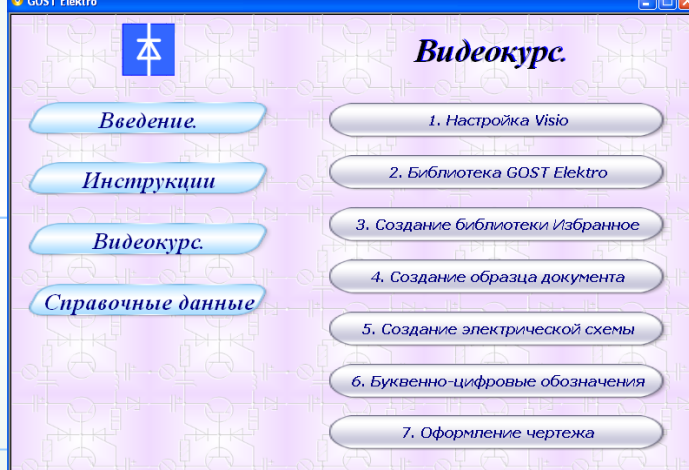 GOST Elektro
Видеокурс.
Введение.
Инструкции
Видеокурс.
Справочные данные
1. Настройка Visio
2. Библиотека GOST Elektro
3. Создание библиотеки Избранное
4. Создание образца документа
5. Создание электрической схемы
6. Буквенно-цифровые обозначения
7. Оформление чертежа